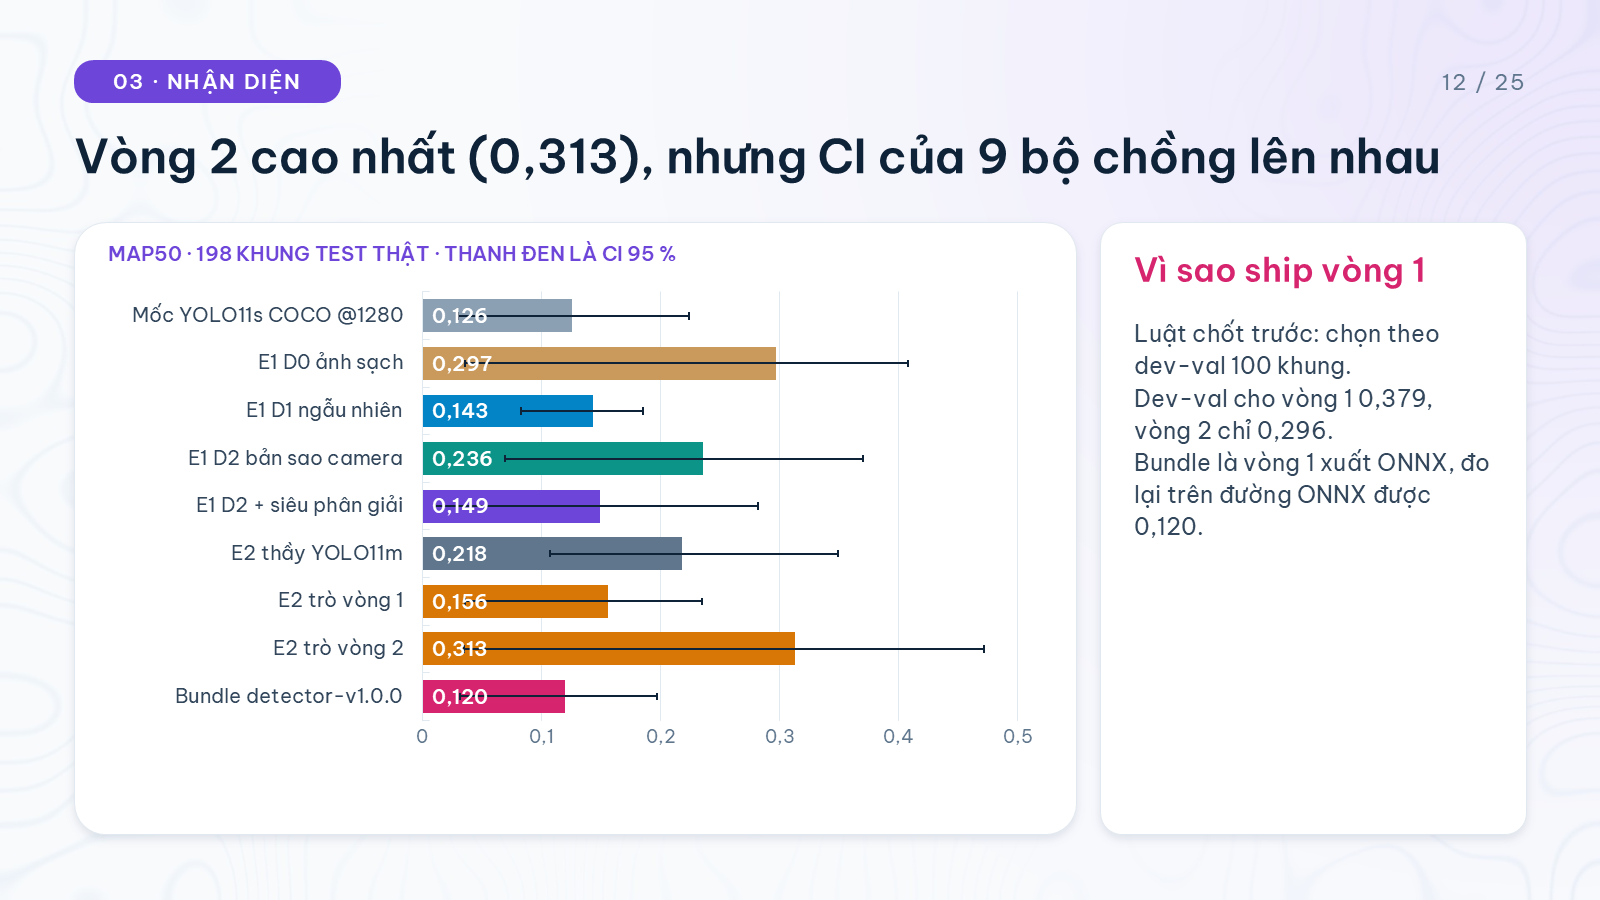 03 · NHẬN DIỆN
12 / 25
Vòng 2 cao nhất (0,313), nhưng CI của 9 bộ chồng lên nhau
MAP50 · 198 KHUNG TEST THẬT · THANH ĐEN LÀ CI 95 %
Mốc YOLO11s COCO @1280
0,126
E1 D0 ảnh sạch
0,297
E1 D1 ngẫu nhiên
0,143
E1 D2 bản sao camera
0,236
E1 D2 + siêu phân giải
0,149
E2 thầy YOLO11m
0,218
E2 trò vòng 1
0,156
E2 trò vòng 2
0,313
Bundle detector-v1.0.0
0,120
0
0,1
0,2
0,3
0,4
0,5
Vì sao ship vòng 1
Luật chốt trước: chọn theo
dev-val 100 khung.
Dev-val cho vòng 1 0,379,
vòng 2 chỉ 0,296.
Bundle là vòng 1 xuất ONNX, đo
lại trên đường ONNX được
0,120.